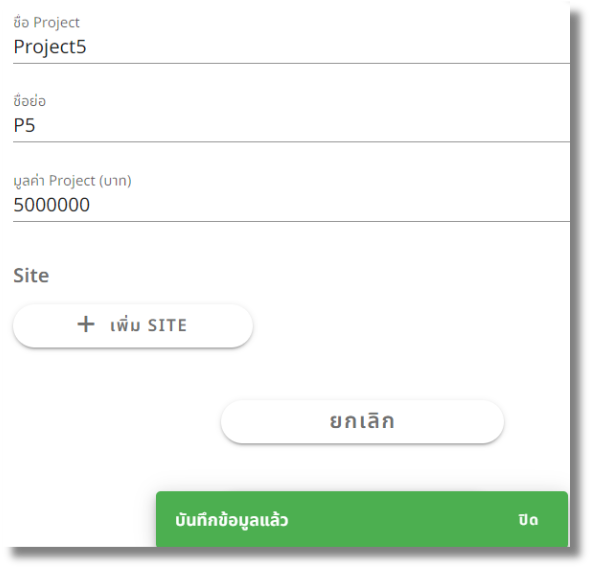 ชื่อ Project
Project5
ชื่อย่อ
P5
มูลค่า Project (บาท)
5000000
Site
+ เพิ่ม SITE
ยกเลิก
บันทึกข้อมูลแล้ว ปิด